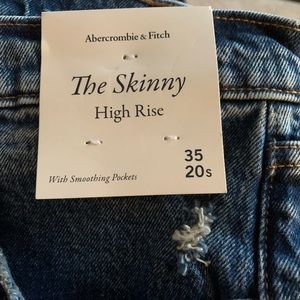 Abercrombie & Fitch
The Skinny
High Rise
35
20s
With Smoothing Pockets